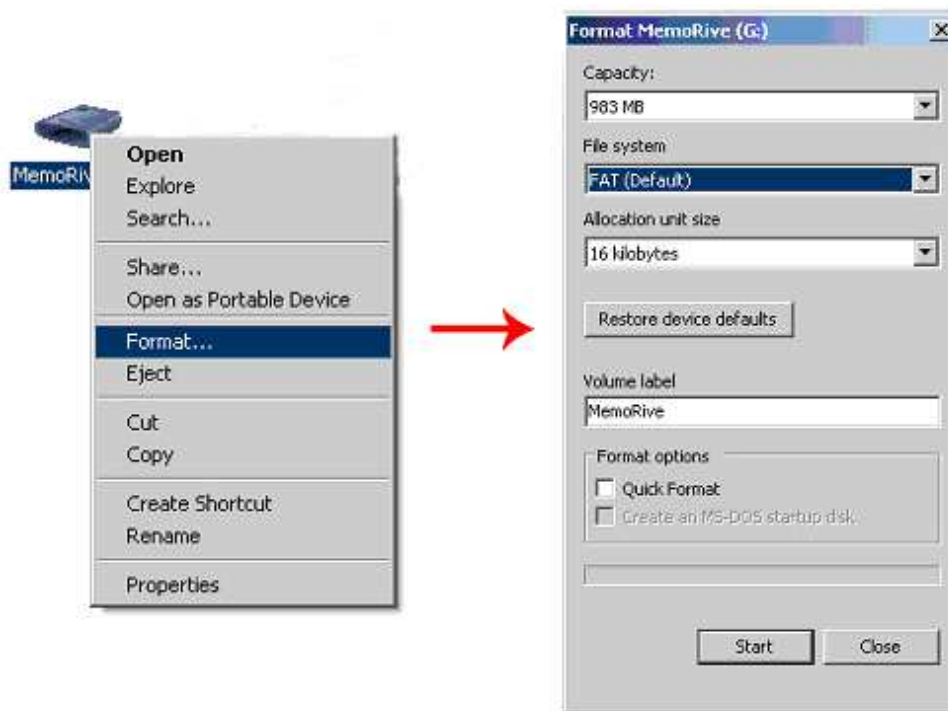 MemoRiv
Open
Explore
Search...
Share...
Open as Portable Device
Format...
Eject
Cut
Copy
Create Shortcut
Rename
Properties
Format MemoRive (G:)
Capacity:
983 MB
File system
FAT (Default)
Allocation unit size
16 kilobytes
Restore device defaults
Volume label
MemoRive
Format options
Quick Format
Create an MS-DOS startup disk
Start
Close